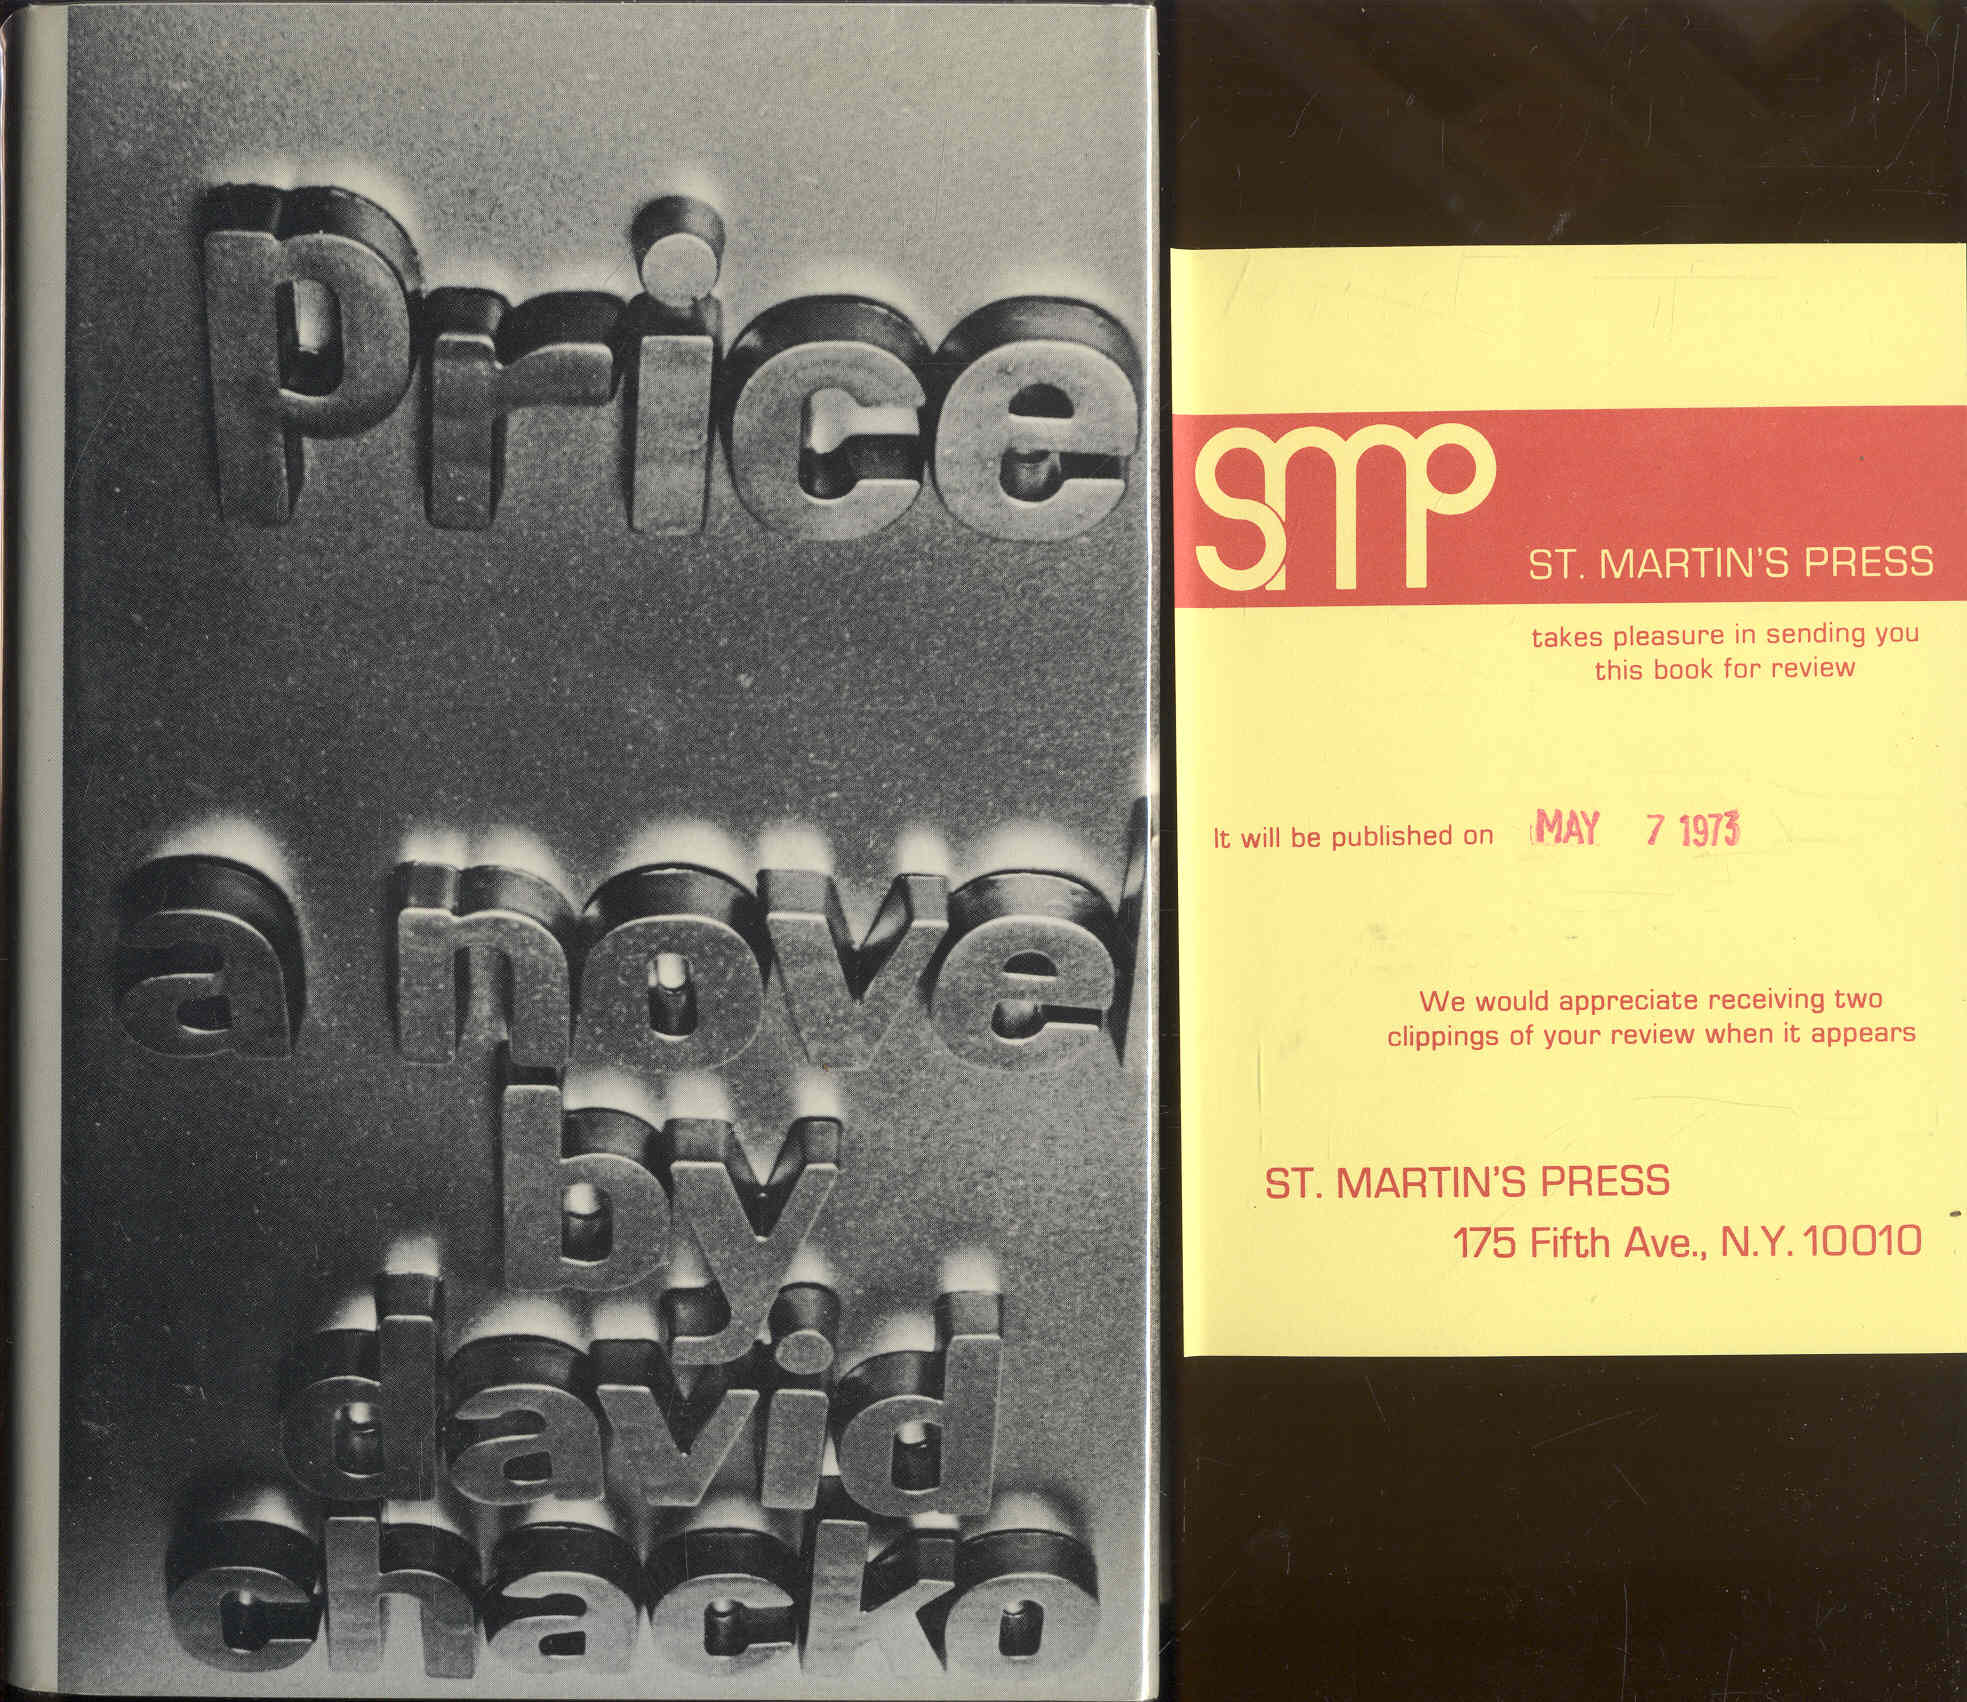 Price
a novel
by
david
chacko
SMP
ST. MARTIN'S PRESS
takes pleasure in sending you
this book for review
It will be published on MAY 7 1973
We would appreciate receiving two
clippings of your review when it appears
ST. MARTIN'S PRESS
175 Fifth Ave., N.Y. 10010